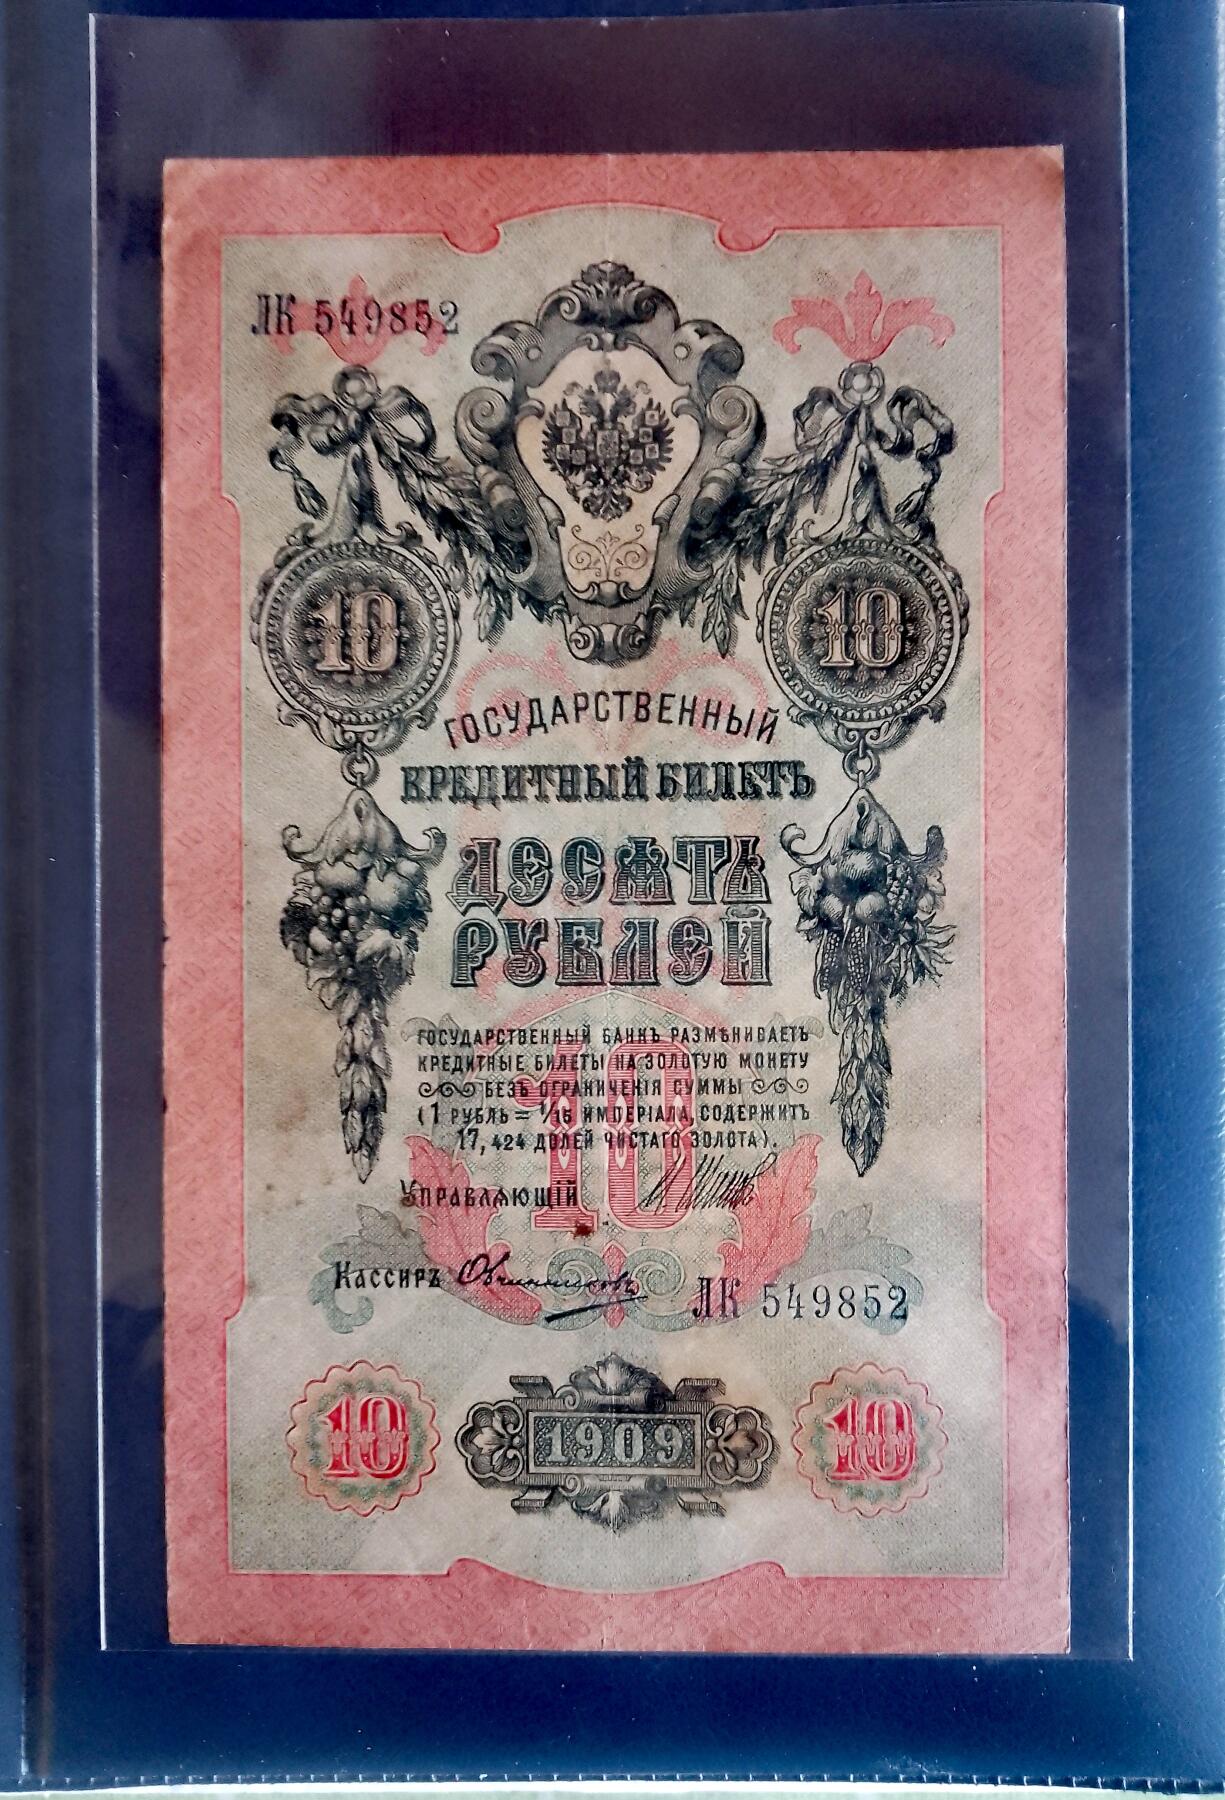 ЛК 549852
10 10
ГОСУДАРСТВЕННЫЙ
КРЕДИТНЫЙ БИЛЕТЪ
ДЕСЯТЬ
РУБЛЕЙ
ГОСУДАРСТВЕННЫЙ БАНКЪ РАЗМѢНИВАЕТЪ
КРЕДИТНЫЕ БИЛЕТЫ НА ЗОЛОТУЮ МОНЕТУ
БЕЗЪ ОГРАНИЧЕНІЯ СУММЫ
(1 РУБЛЬ = 1/15 ИМПЕРІАЛА, СОДЕРЖИТЪ
17,424 ДОЛЕЙ ЧИСТАГО ЗОЛОТА).
10
УПРАВЛЯЮЩІЙ
КАССИРЪ Овчинниковъ
ЛК 549852
10 1909 10